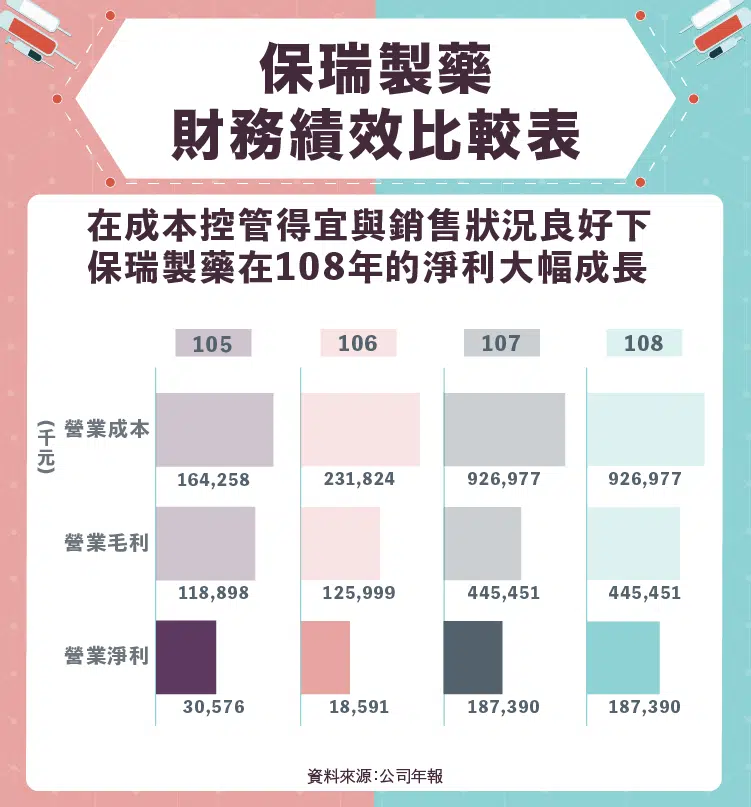 保瑞製藥
財務績效比較表
在成本控管得宜與銷售狀況良好下
保瑞製藥在108年的淨利大幅成長
105 106 107 108
(千元)
營業成本
164,258 231,824 926,977 926,977
營業毛利
118,898 125,999 445,451 445,451
營業淨利
30,576 18,591 187,390 187,390
資料來源:公司年報